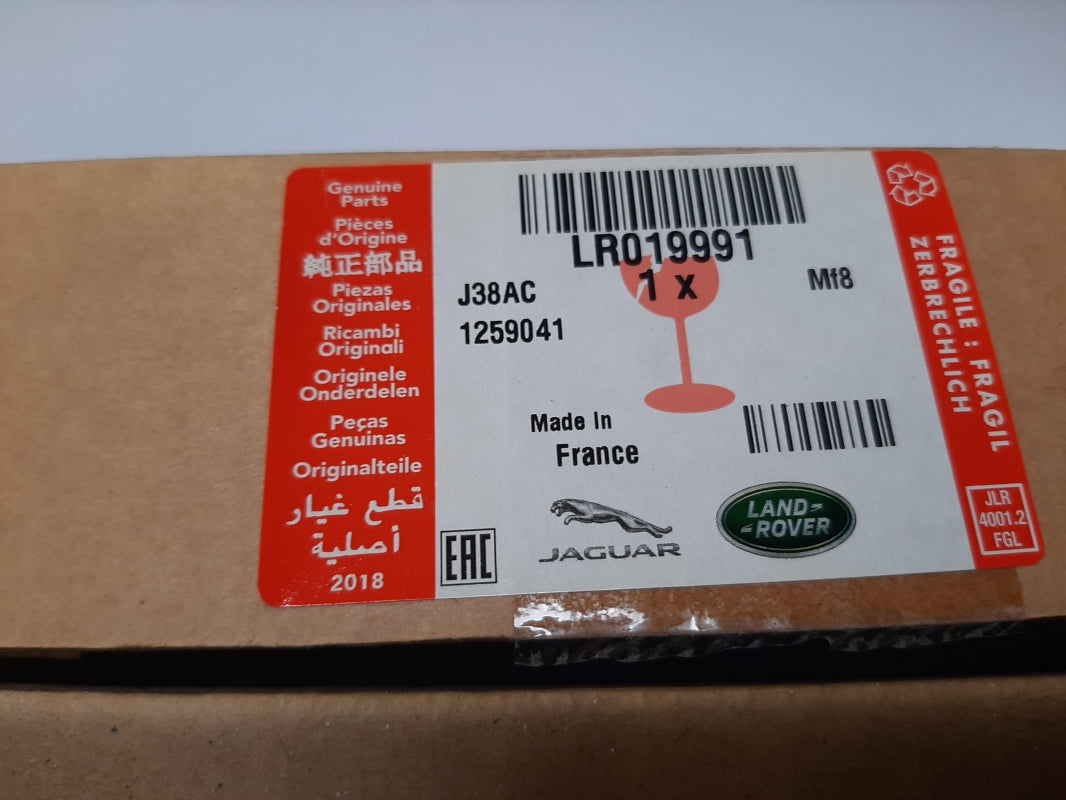 Genuine
Parts
Pièces
d'Origine
純正部品
Piezas
Originales
Ricambi
Originali
Originele
Onderdelen
Peças
Genuinas
Originalteile
قطع غيار
أصلية
2018
LR019991
1 x
J38AC
Mf8
1259041
Made In
France
EAC
JAGUAR
LAND-
-ROVER
FRAGILE : FRAGIL
ZERBRECHLICH
JLR
4001.2
FGL